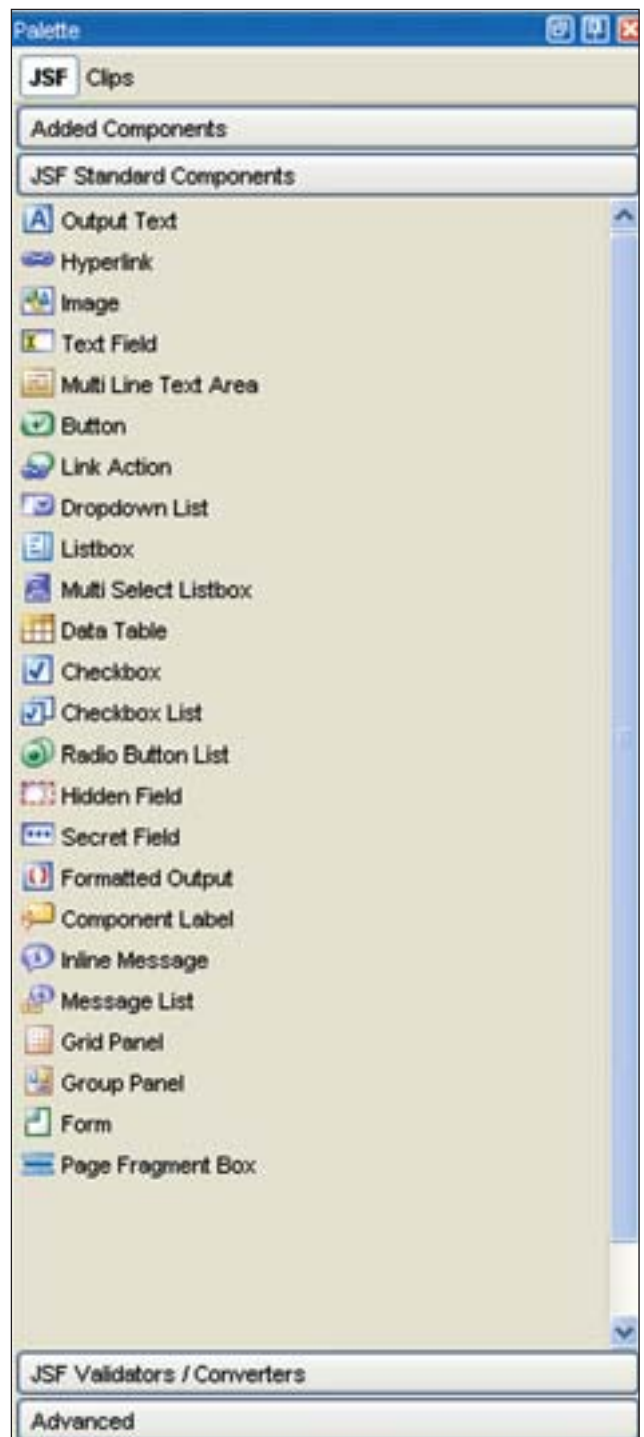 Palette
JSF Clips
Added Components
JSF Standard Components
Output Text
Hyperlink
Image
Text Field
Multi Line Text Area
Button
Link Action
Dropdown List
Listbox
Multi Select Listbox
Data Table
Checkbox
Checkbox List
Radio Button List
Hidden Field
Secret Field
Formatted Output
Component Label
Inline Message
Message List
Grid Panel
Group Panel
Form
Page Fragment Box
JSF Validators / Converters
Advanced